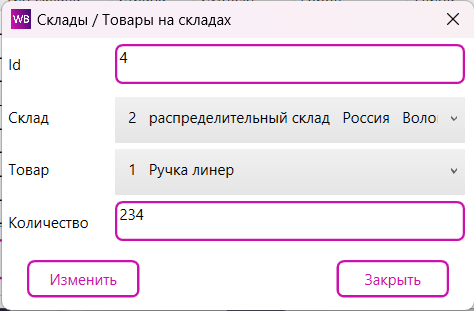 WB Склады / Товары на складах
Id 4
Склад 2 распределительный склад Россия Воло
Товар 1 Ручка линер
Количество 234
Изменить Закрыть